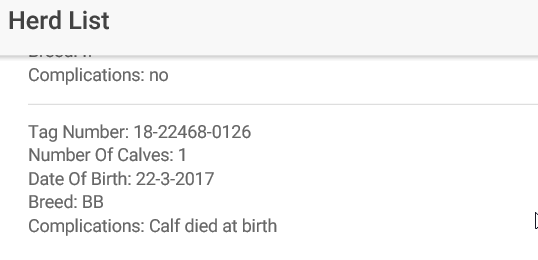 Herd List
Complications: no
Tag Number: 18-22468-0126
Number Of Calves: 1
Date Of Birth: 22-3-2017
Breed: BB
Complications: Calf died at birth